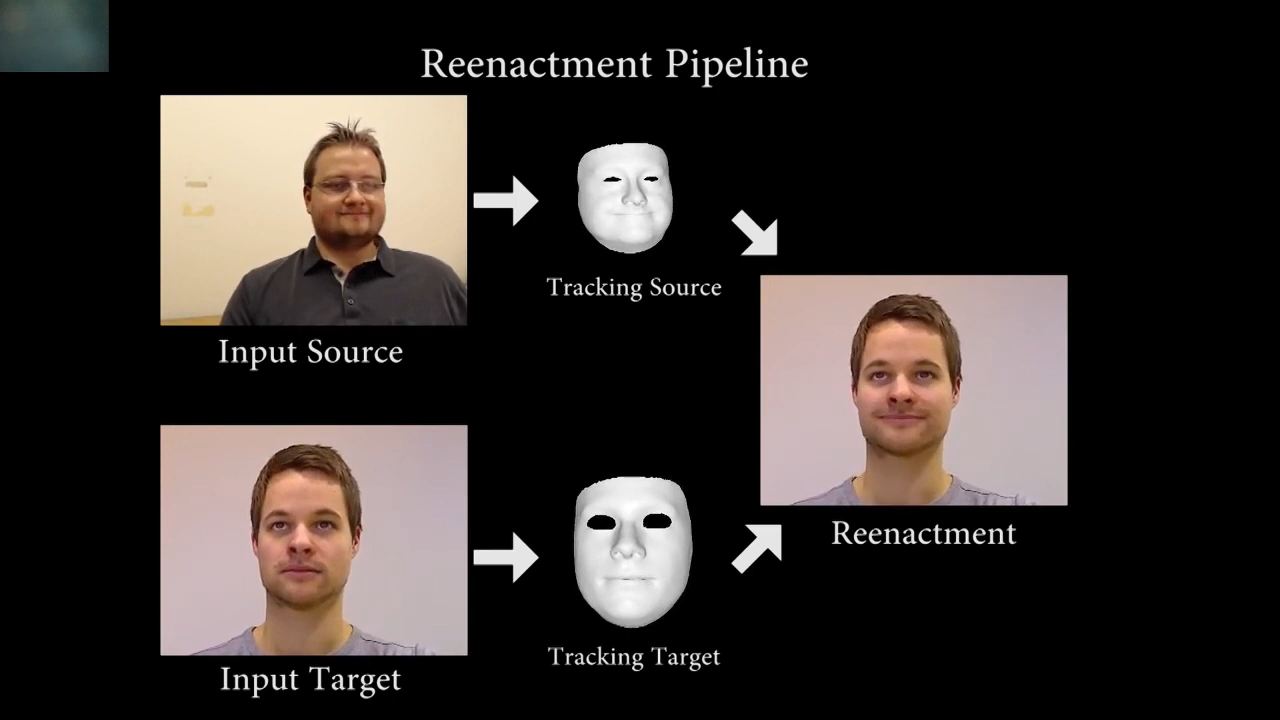 Reenactment Pipeline
Tracking Source
Input Source
Reenactment
Tracking Target
Input Target